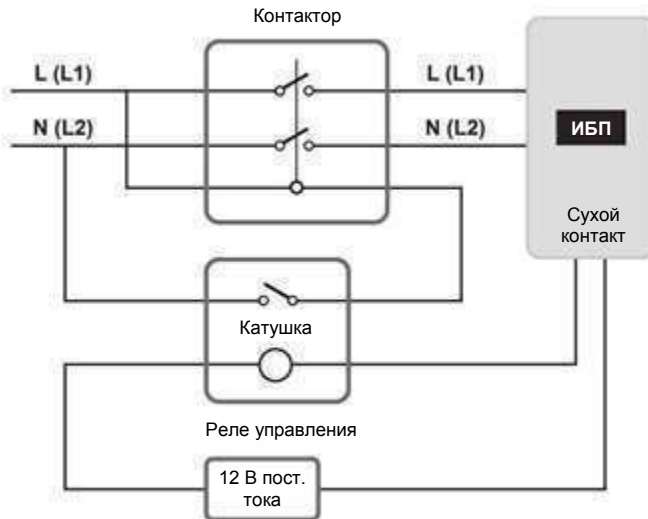 Контактор
L (L1)
L (L1)
N (L2)
N (L2)
ИБП
Сухой
контакт
Катушка
Реле управления
12 В пост.
тока